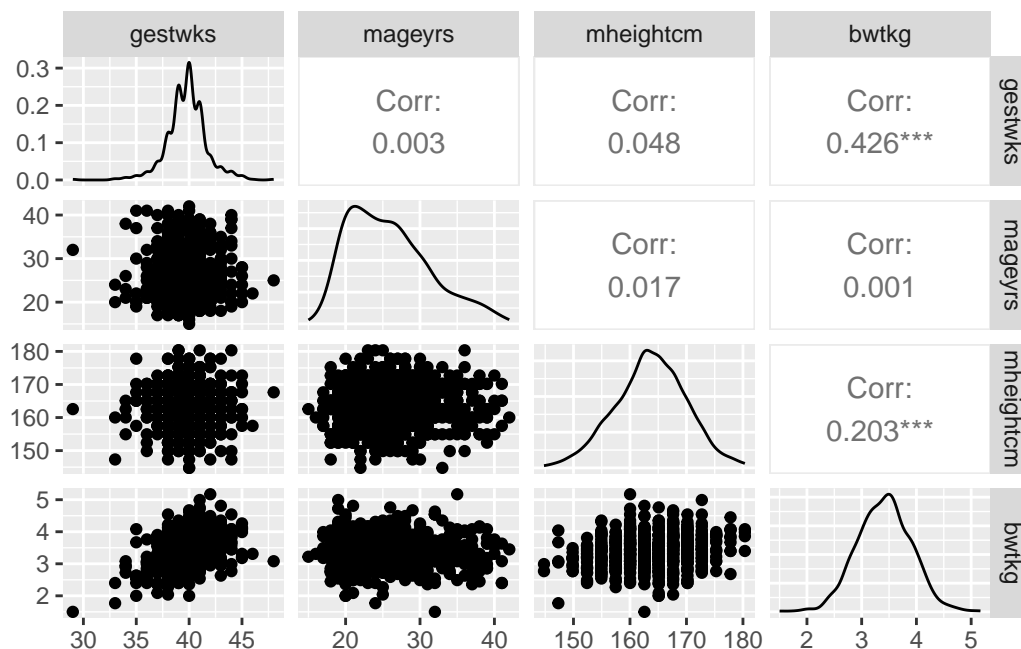 gestwks mageyrs mheightcm bwtkg
0.3
0.2
0.1
0.0
Corr:
0.003
Corr:
0.048
Corr:
0.426***
gestwks
40
30
20
Corr:
0.017
Corr:
0.001
mageyrs
180
170
160
150
Corr:
0.203***
mheightcm
5
4
3
2
bwtkg
30 35 40 45 20 30 40 150 160 170 180 2 3 4 5